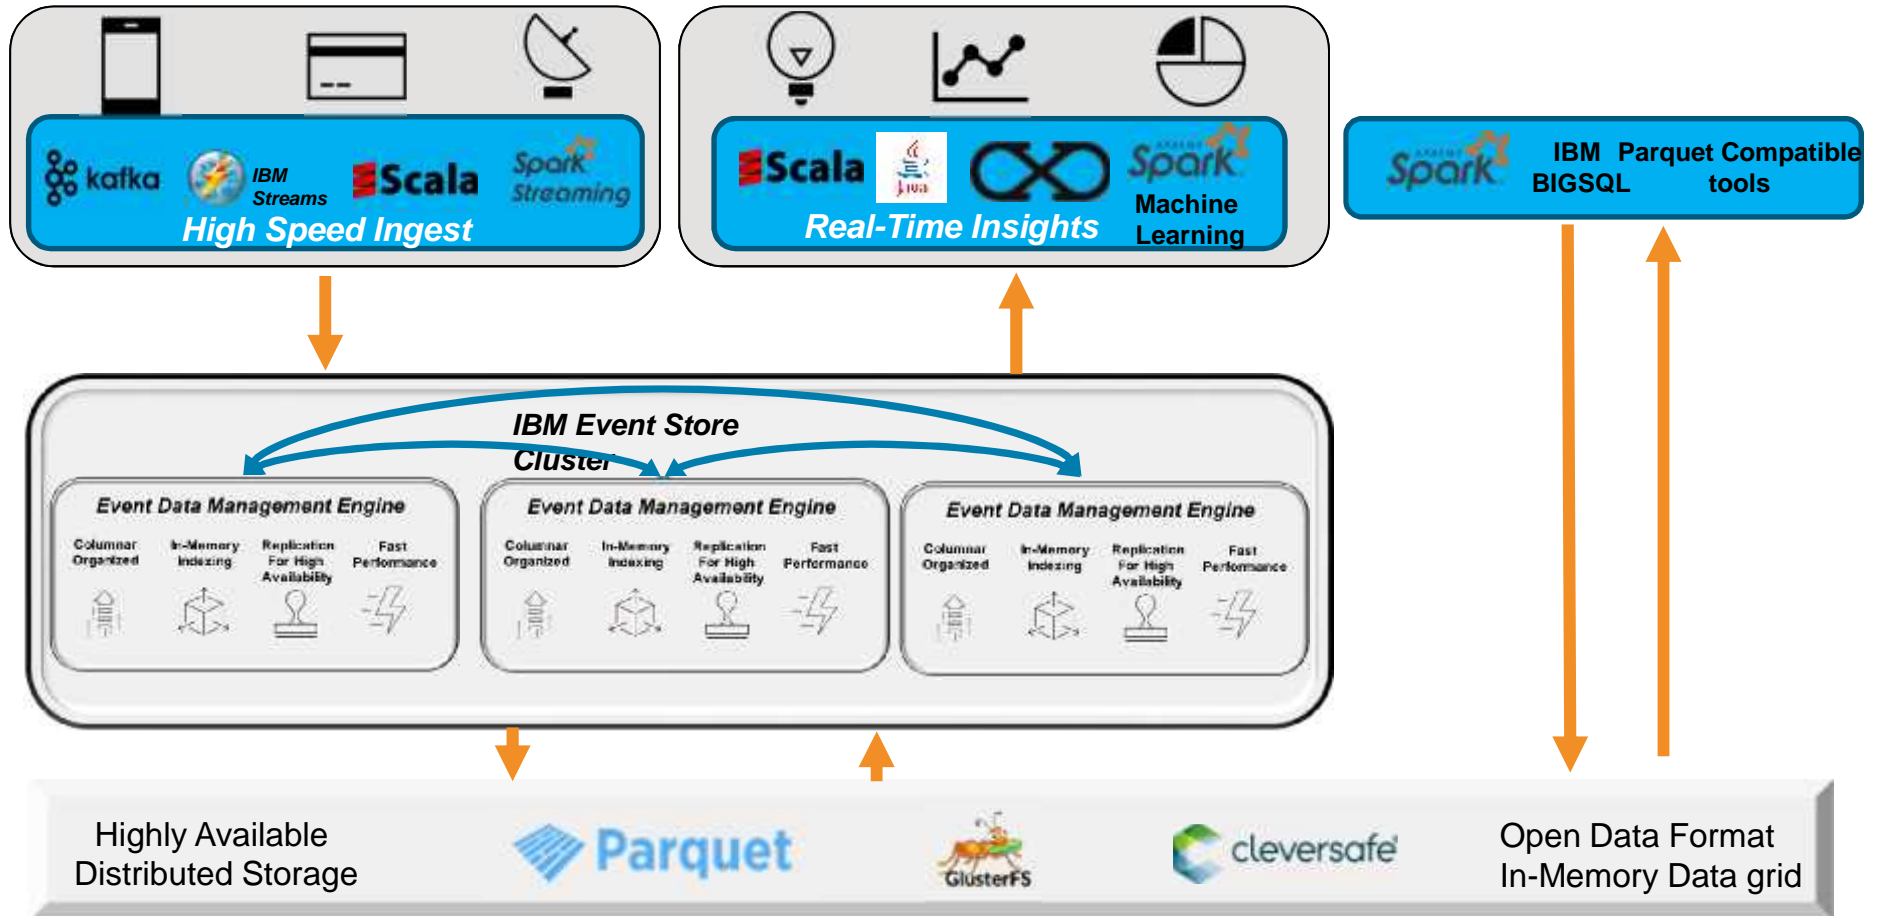 kafka
IBM
Streams
Scala
Spark
Streaming
High Speed Ingest
Scala
Java
APACHE
Spark
Machine
Learning
Real-Time Insights
APACHE
Spark
IBM
BIGSQL
Parquet Compatible
tools
IBM Event Store
Cluster
Event Data Management Engine
Columnar
Organized
In-Memory
Indexing
Replication
For High
Availability
Fast
Performance
Event Data Management Engine
Columnar
Organized
In-Memory
Indexing
Replication
For High
Availability
Fast
Performance
Event Data Management Engine
Columnar
Organized
In-Memory
Indexing
Replication
For High
Availability
Fast
Performance
Highly Available
Distributed Storage
Parquet
GlusterFS
cleversafe
Open Data Format
In-Memory Data grid